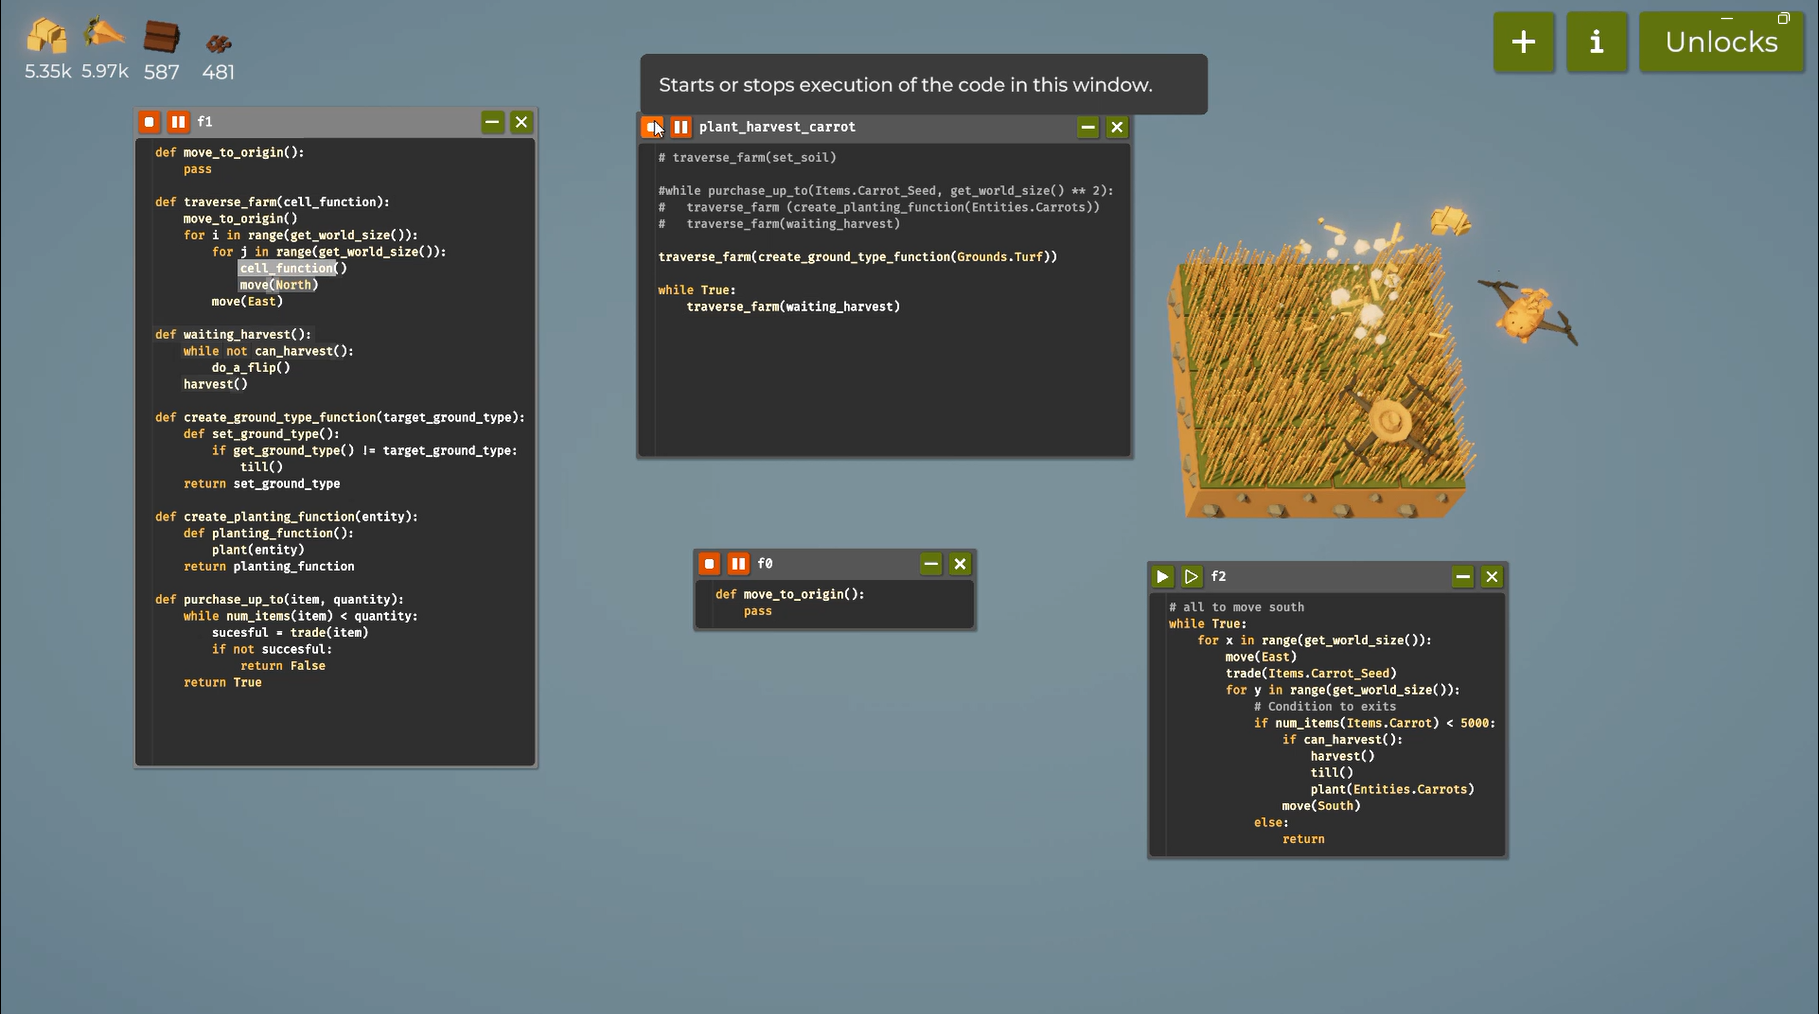 5.35k 5.97k 587 481
+ i Unlocks
Starts or stops execution of the code in this window.
f1
def move_to_origin():
pass
def traverse_farm(cell_function):
move_to_origin()
for i in range(get_world_size()):
for j in range(get_world_size()):
cell_function()
move(North)
move(East)
def waiting_harvest():
while not can_harvest():
do_a_flip()
harvest()
def create_ground_type_function(target_ground_type):
def set_ground_type():
if get_ground_type() != target_ground_type:
till()
return set_ground_type
def create_planting_function(entity):
def planting_function():
plant(entity)
return planting_function
def purchase_up_to(item, quantity):
while num_items(item) < quantity:
sucesful = trade(item)
if not succesful:
return False
return True
plant_harvest_carrot
# traverse_farm(set_soil)
#while purchase_up_to(Items.Carrot_Seed, get_world_size() ** 2):
#   traverse_farm (create_planting_function(Entities.Carrots))
#   traverse_farm(waiting_harvest)
traverse_farm(create_ground_type_function(Grounds.Turf))
while True:
traverse_farm(waiting_harvest)
f0
def move_to_origin():
pass
f2
# all to move south
while True:
for x in range(get_world_size()):
move(East)
trade(Items.Carrot_Seed)
for y in range(get_world_size()):
# Condition to exits
if num_items(Items.Carrot) < 5000:
if can_harvest():
harvest()
till()
plant(Entities.Carrots)
move(South)
else:
return